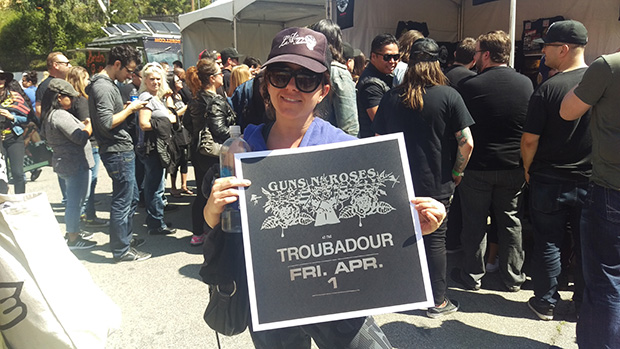 GUNS N' ROSES
at the
TROUBADOUR
FRI. APR.
1